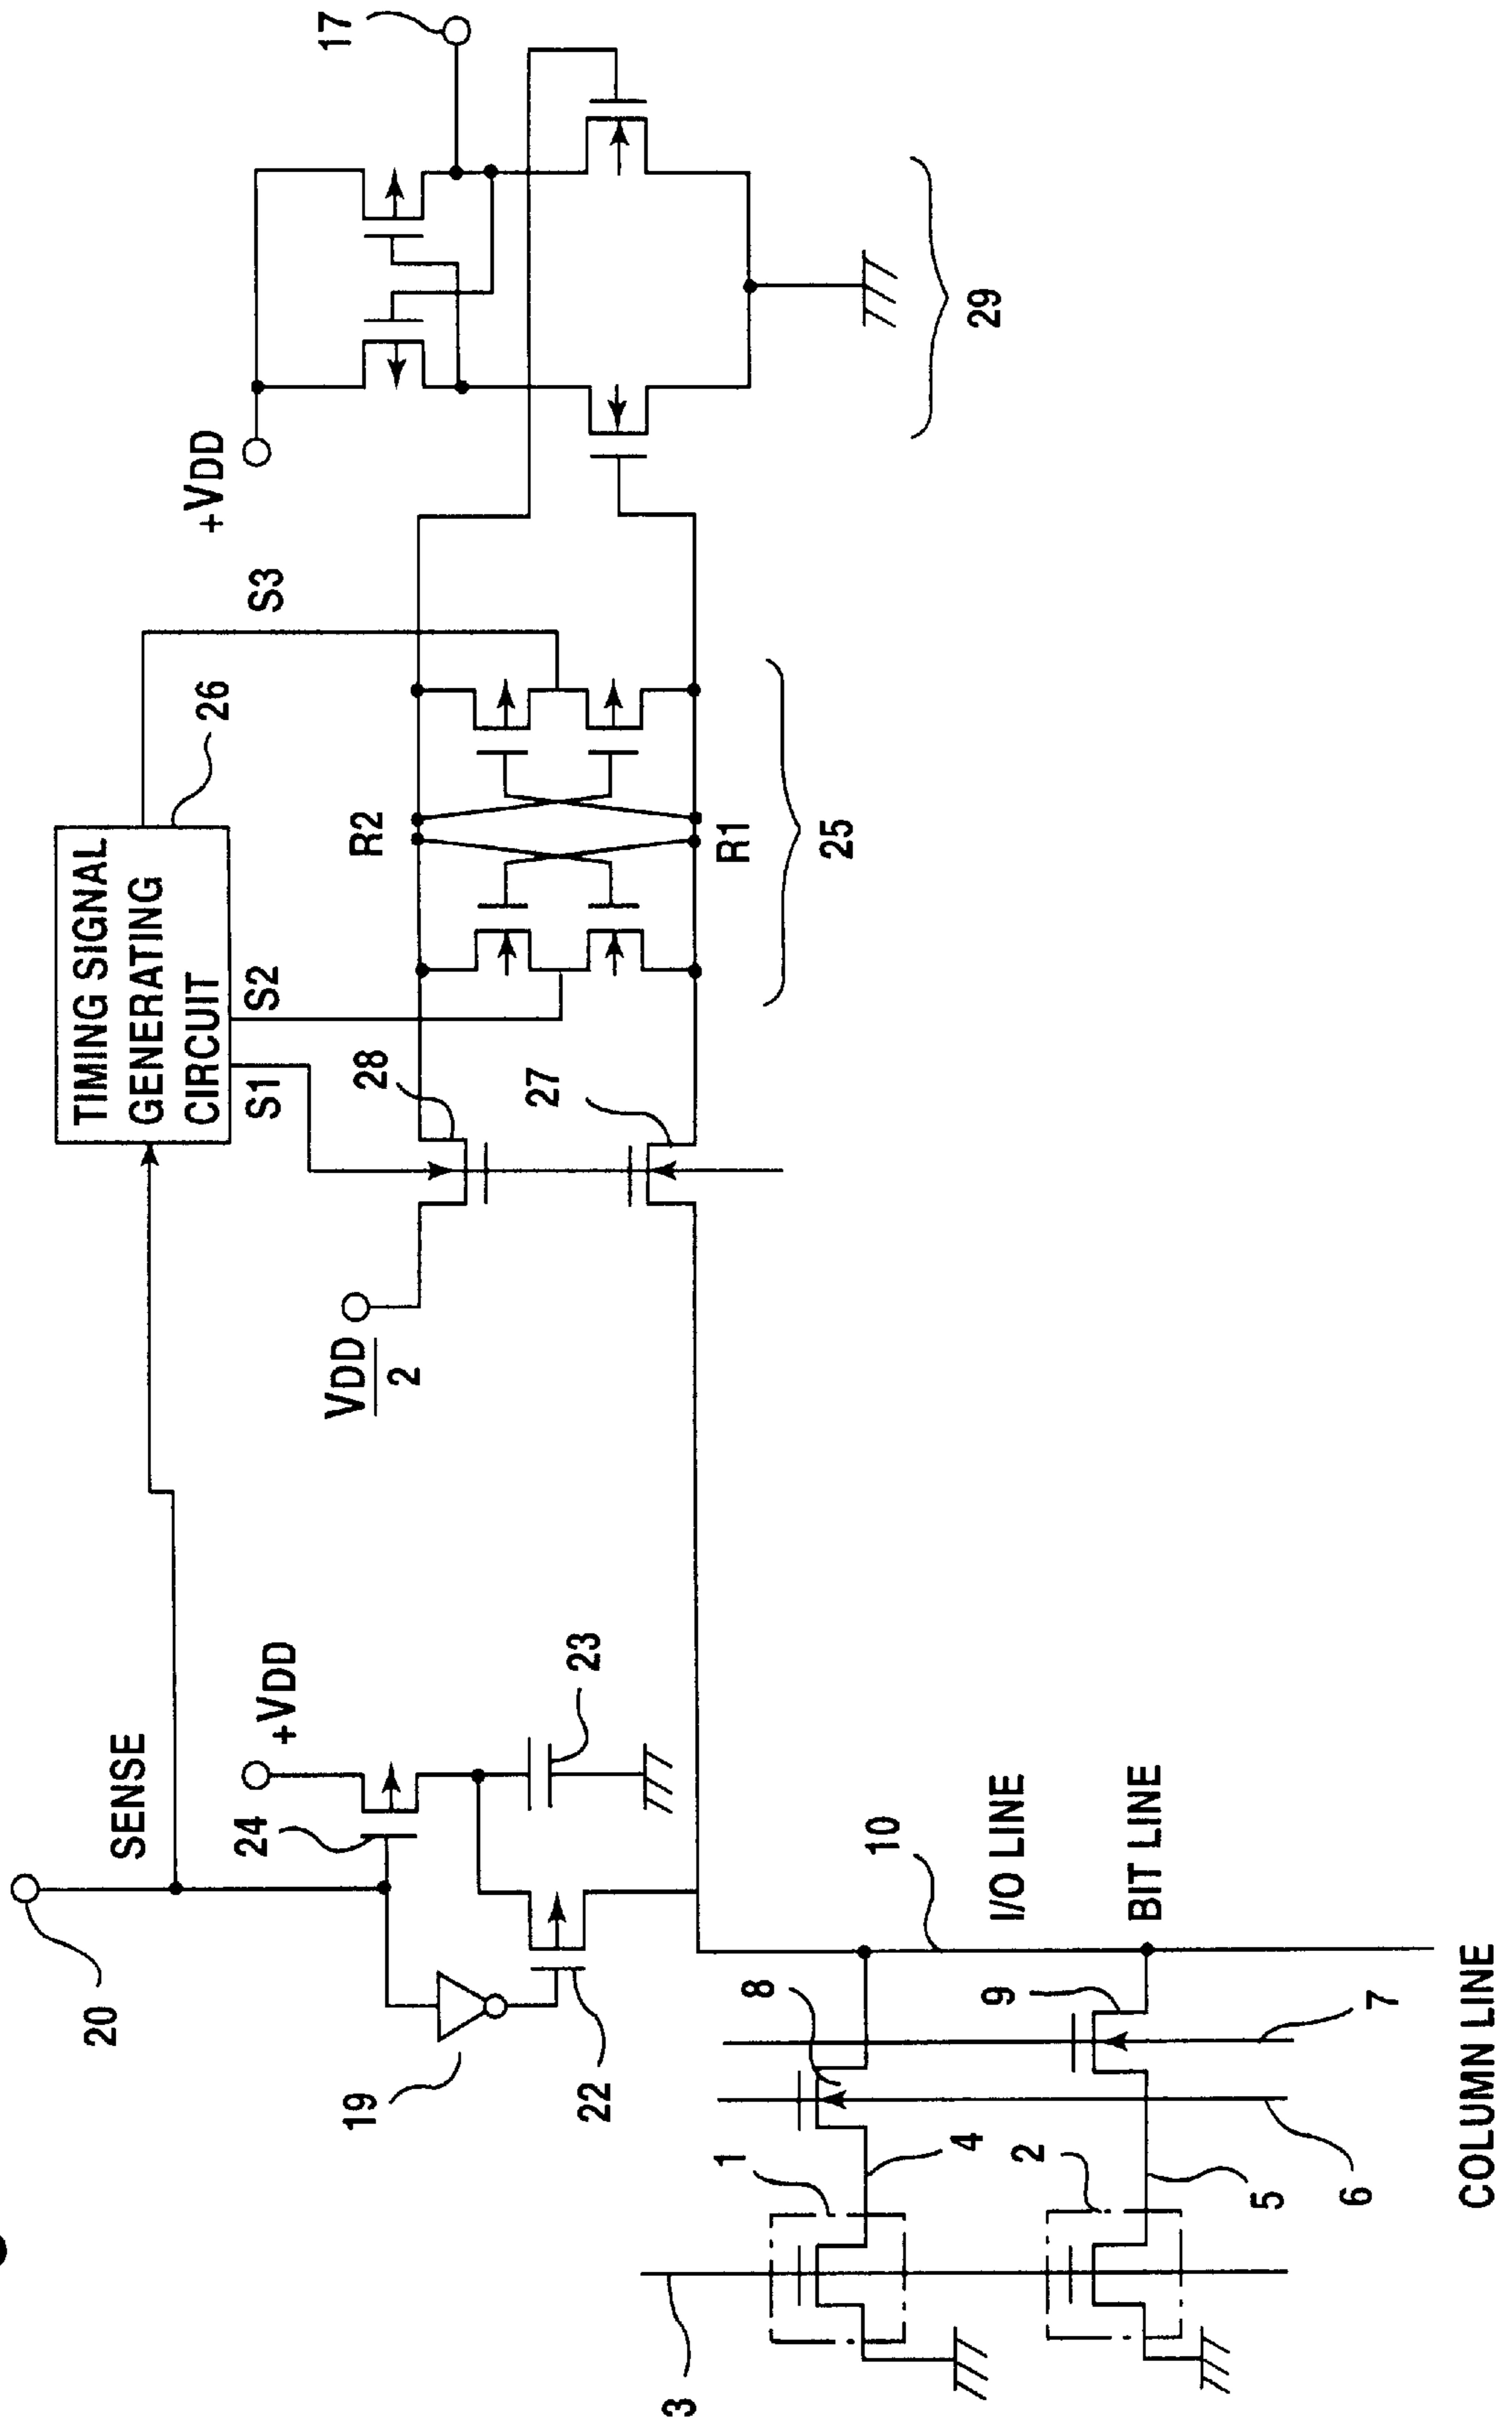 20
SENSE
24
+VDD
19
22
23
VDD
2
TIMING SIGNAL
GENERATING
CIRCUIT
26
S1
S2
S3
28
27
R2
R1
25
+VDD
17
29
10
I/O LINE
BIT LINE
8
9
7
1
4
2
5
6
3
COLUMN LINE